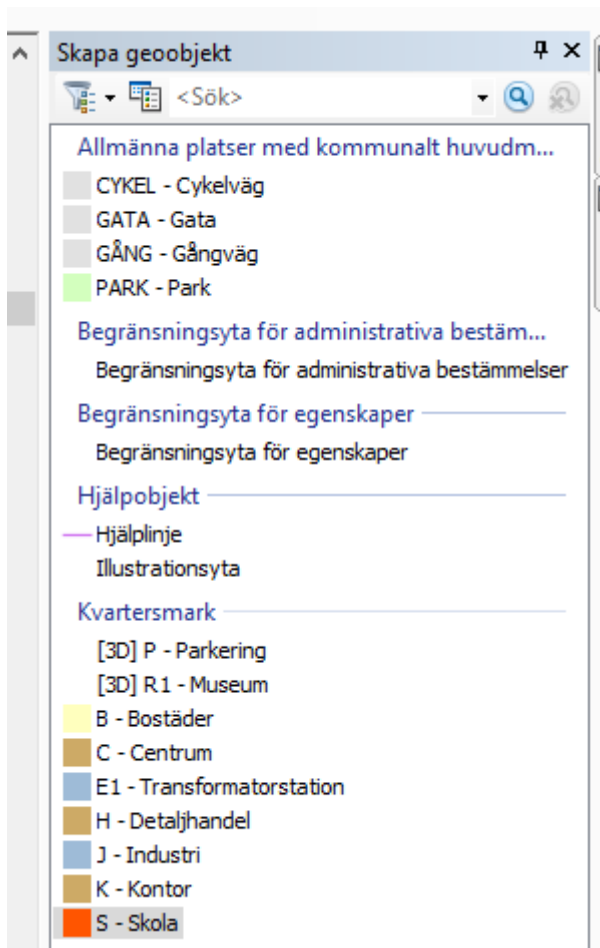 Skapa geoobjekt
<Sök>
Allmänna platser med kommunalt huvudm...
CYKEL - Cykelväg
GATA - Gata
GÅNG - Gångväg
PARK - Park
Begränsningsyta för administrativa bestäm...
Begränsningsyta för administrativa bestämmelser
Begränsningsyta för egenskaper
Begränsningsyta för egenskaper
Hjälpobjekt
Hjälplinje
Illustrationsyta
Kvartersmark
[3D] P - Parkering
[3D] R1 - Museum
B - Bostäder
C - Centrum
E1 - Transformatorstation
H - Detaljhandel
J - Industri
K - Kontor
S - Skola